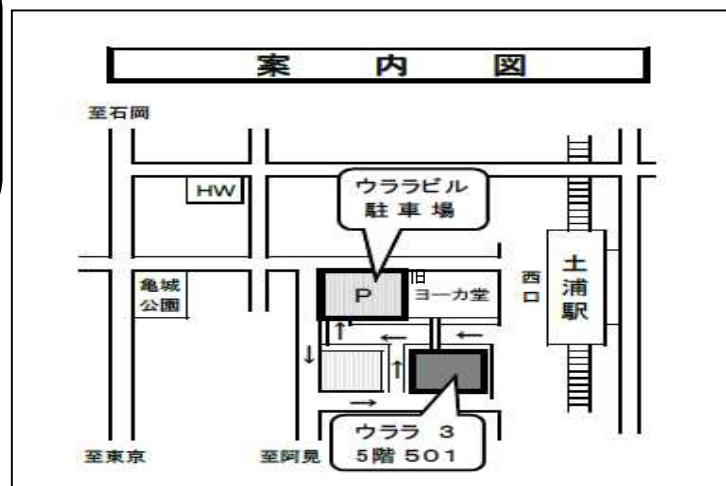 案内図
至石岡
HW
ウララビル
駐車場
亀城
公園
P
旧
ヨーカ堂
西口
土浦駅
↑
←
←
↓
↑
→
ウララ 3
5階 501
至東京
至阿見